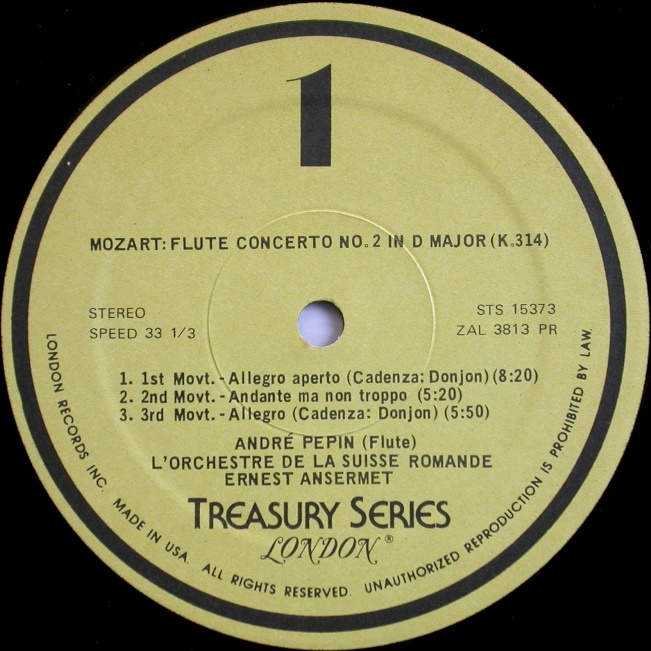 1
MOZART: FLUTE CONCERTO NO. 2 IN D MAJOR (K.314)
STEREO
SPEED 33 1/3
STS 15373
ZAL 3813 PR
1. 1st Movt. - Allegro aperto (Cadenza: Donjon) (8:20)
2. 2nd Movt. - Andante ma non troppo (5:20)
3. 3rd Movt. - Allegro (Cadenza: Donjon) (5:50)
ANDRÉ PEPIN (Flute)
L'ORCHESTRE DE LA SUISSE ROMANDE
ERNEST ANSERMET
TREASURY SERIES
LONDON®
LONDON RECORDS INC. MADE IN USA. ALL RIGHTS RESERVED. UNAUTHORIZED REPRODUCTION IS PROHIBITED BY LAW.